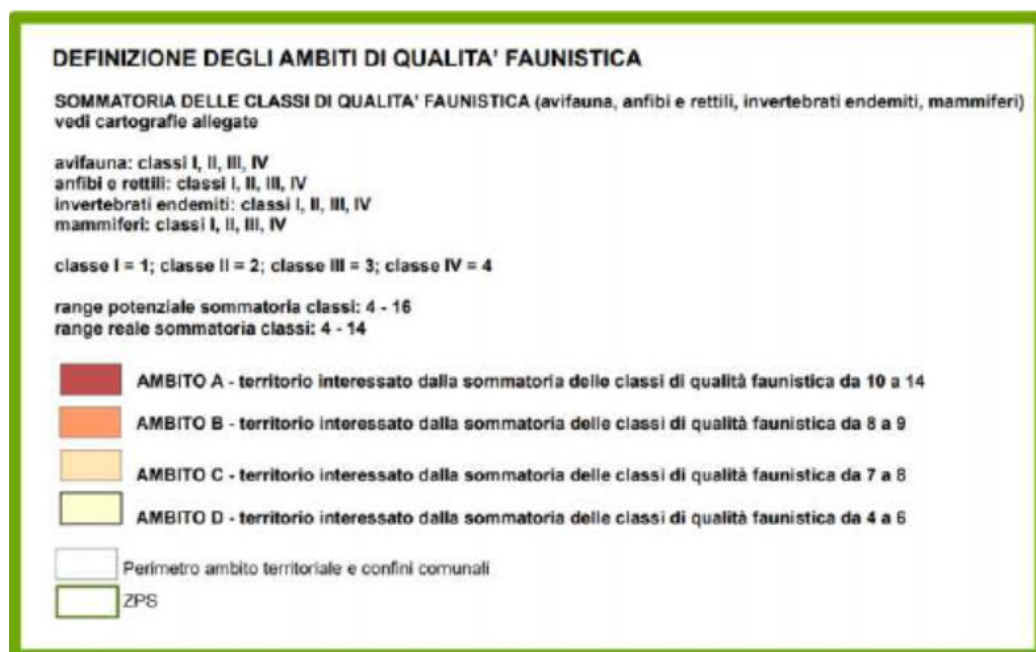 DEFINIZIONE DEGLI AMBITI DI QUALITA' FAUNISTICA
SOMMATORIA DELLE CLASSI DI QUALITA' FAUNISTICA (avifauna, anfibi e rettili, invertebrati endemiti, mammiferi)
vedi cartografie allegate
avifauna: classi I, II, III, IV
anfibi e rettili: classi I, II, III, IV
invertebrati endemiti: classi I, II, III, IV
mammiferi: classi I, II, III, IV
classe I = 1; classe II = 2; classe III = 3; classe IV = 4
range potenziale sommatoria classi: 4 - 16
range reale sommatoria classi: 4 - 14
AMBITO A - territorio interessato dalla sommatoria delle classi di qualità faunistica da 10 a 14
AMBITO B - territorio interessato dalla sommatoria delle classi di qualità faunistica da 8 a 9
AMBITO C - territorio interessato dalla sommatoria delle classi di qualità faunistica da 7 a 8
AMBITO D - territorio interessato dalla sommatoria delle classi di qualità faunistica da 4 a 6
Perimetro ambito territoriale e confini comunali
ZPS